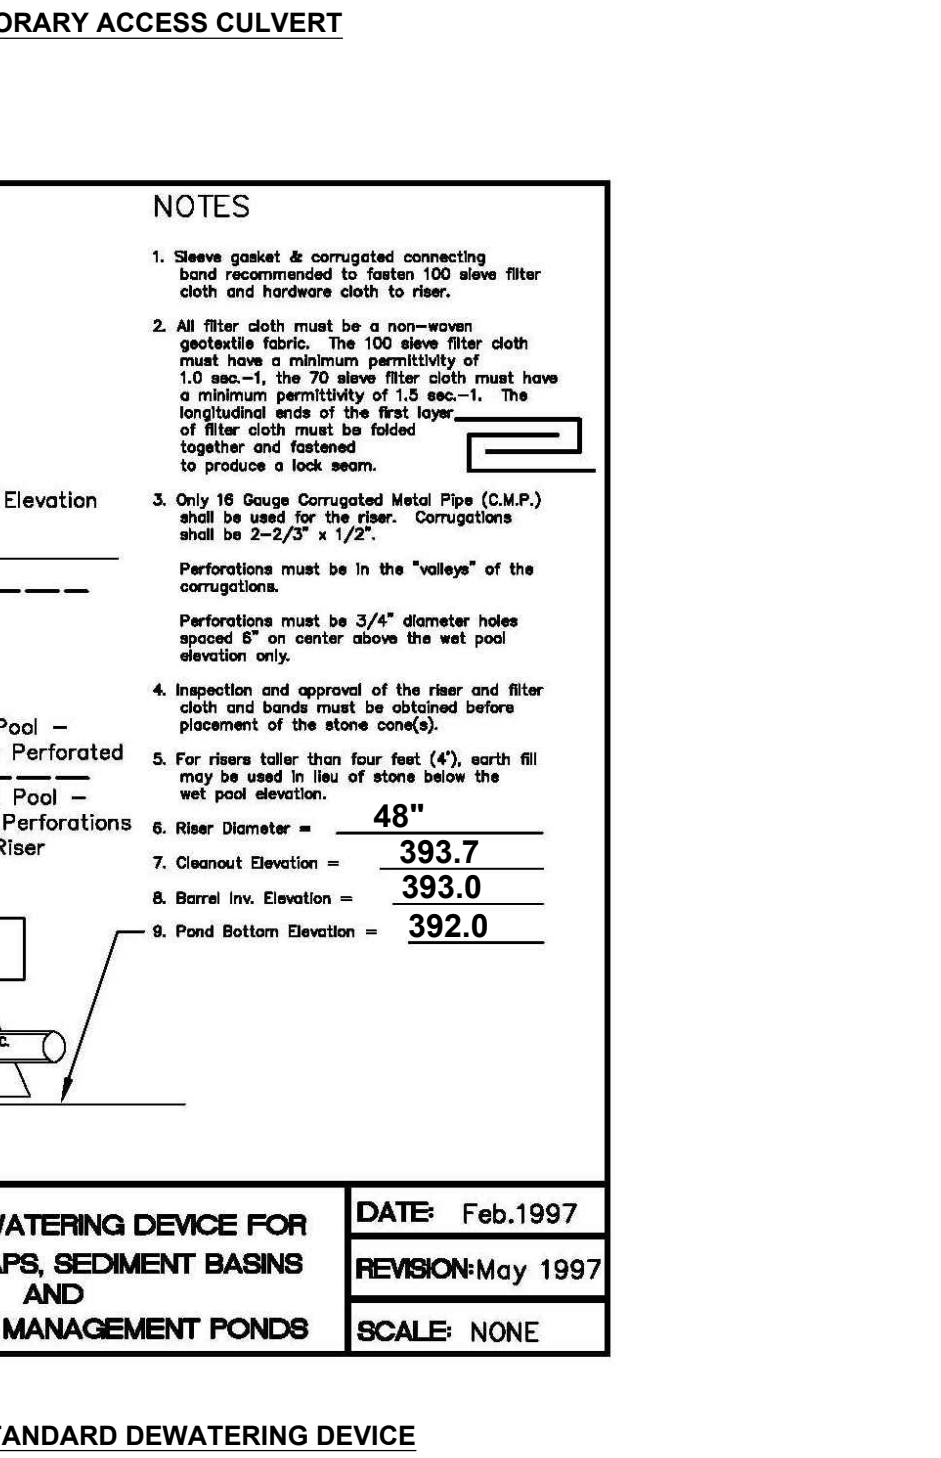 ORARY ACCESS CULVERT
NOTES
1. Sleeve gasket & corrugated connecting
band recommended to fasten 100 sieve filter
cloth and hardware cloth to riser.
2. All filter cloth must be a non-woven
geotextile fabric. The 100 sieve filter cloth
must have a minimum permittivity of
1.0 sec.-1, the 70 sieve filter cloth must have
a minimum permittivity of 1.5 sec.-1. The
longitudinal ends of the first layer
of filter cloth must be folded
together and fastened
to produce a lock seam.
Elevation
3. Only 16 Gauge Corrugated Metal Pipe (C.M.P.)
shall be used for the riser. Corrugations
shall be 2-2/3" x 1/2".
Perforations must be in the "valleys" of the
corrugations.
Perforations must be 3/4" diameter holes
spaced 6" on center above the wet pool
elevation only.
4. Inspection and approval of the riser and filter
cloth and bands must be obtained before
placement of the stone cone(s).
Pool -
Perforated
Pool -
Perforations
Riser
5. For risers taller than four feet (4'), earth fill
may be used in lieu of stone below the
wet pool elevation.
6. Riser Diameter = 48"
7. Cleanout Elevation = 393.7
8. Barrel Inv. Elevation = 393.0
9. Pond Bottom Elevation = 392.0
C.
WATERING DEVICE FOR
APS, SEDIMENT BASINS
AND
MANAGEMENT PONDS
DATE: Feb.1997
REVISION: May 1997
SCALE: NONE
TANDARD DEWATERING DEVICE